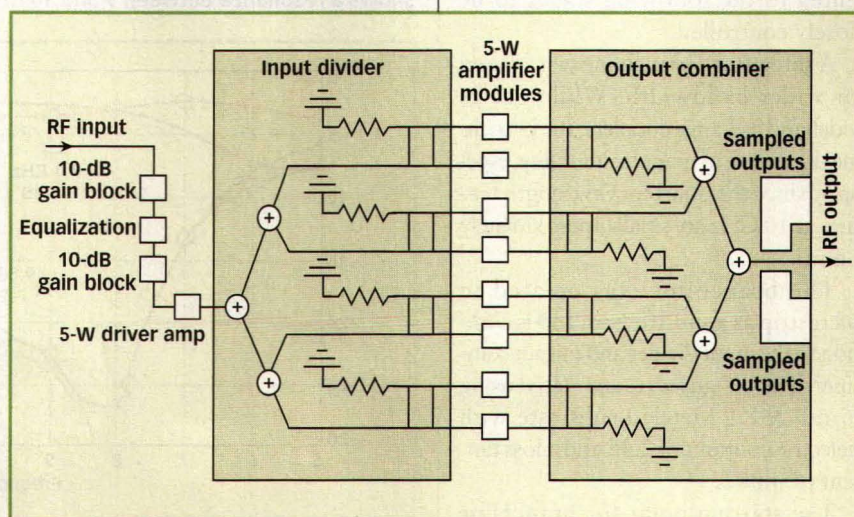 Input divider
5-W
amplifier
modules
Output combiner
RF input
10-dB
gain block
Equalization
10-dB
gain block
5-W driver amp
Sampled
outputs
RF output
Sampled
outputs